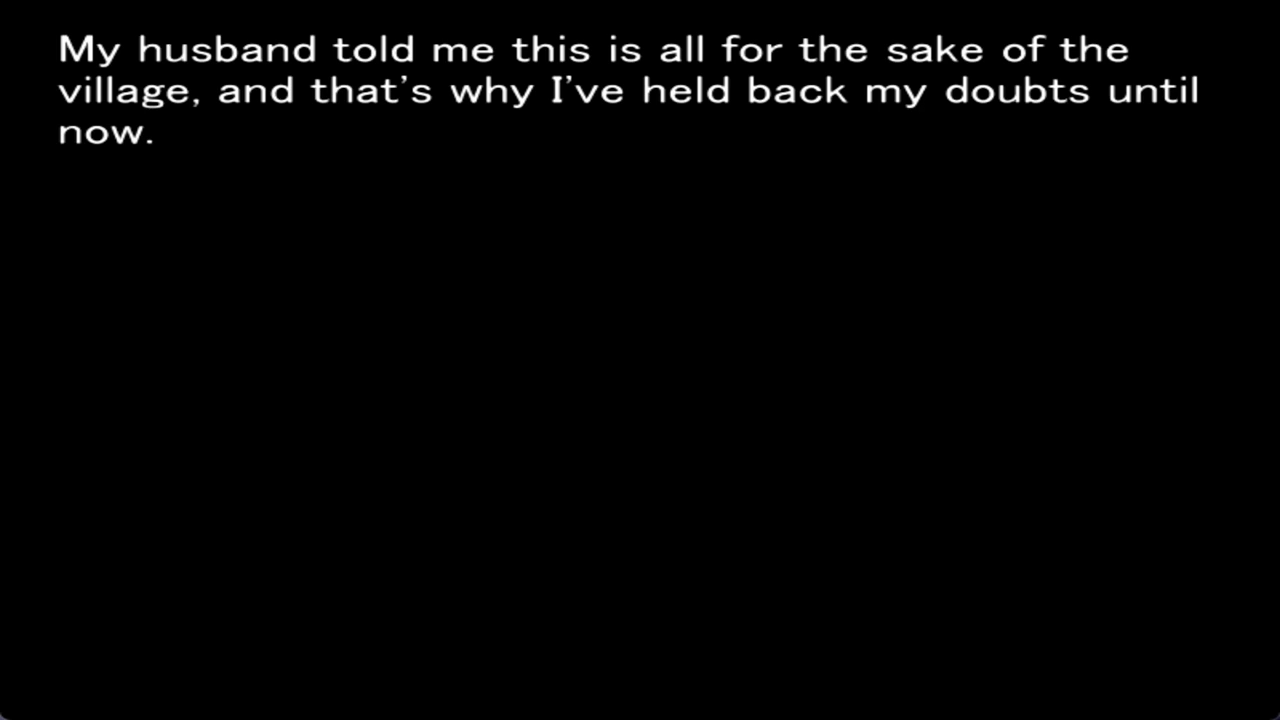 My husband told me this is all for the sake of the
village, and that's why I've held back my doubts until
now.